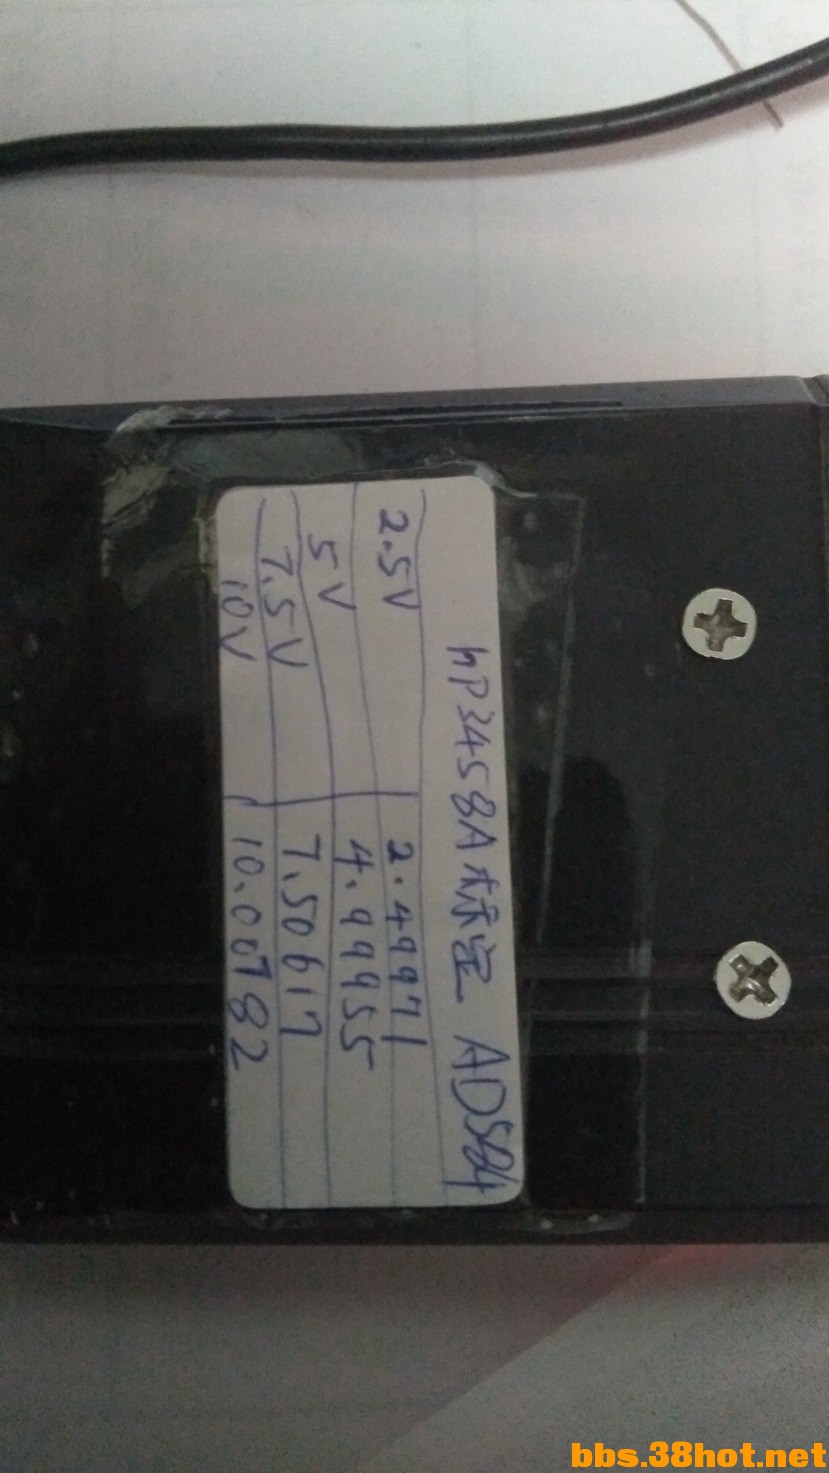 hP3458A标定 AD584
2.5V 2.49971
5V 4.99955
7.5V 7.50617
10V 10.00782
bbs.38hot.net